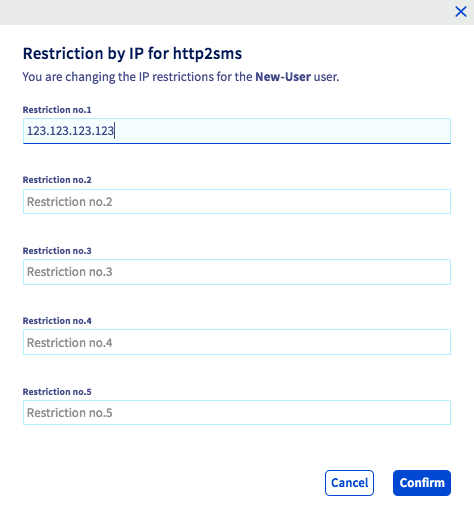 Restriction by IP for http2sms
You are changing the IP restrictions for the New-User user.
Restriction no.1
123.123.123.123
Restriction no.2
Restriction no.2
Restriction no.3
Restriction no.3
Restriction no.4
Restriction no.4
Restriction no.5
Restriction no.5
Cancel Confirm